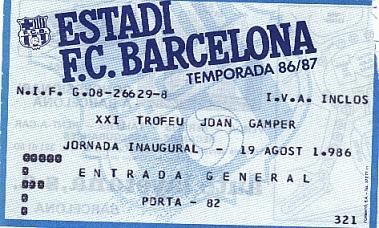 ESTADI
F.C. BARCELONA
TEMPORADA 86/87
N.I.F G.08-26629-8 I.V.A INCLOS
XXI TROFEU JOAN GAMPER
JORNADA INAUGURAL - 19 AGOST 1.986
ENTRADA GENERAL
PORTA - 82
321